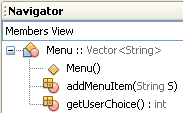 Navigator
Members View
Menu :: Vector<String>
Menu()
addMenuItem(String S)
getUserChoice() : int